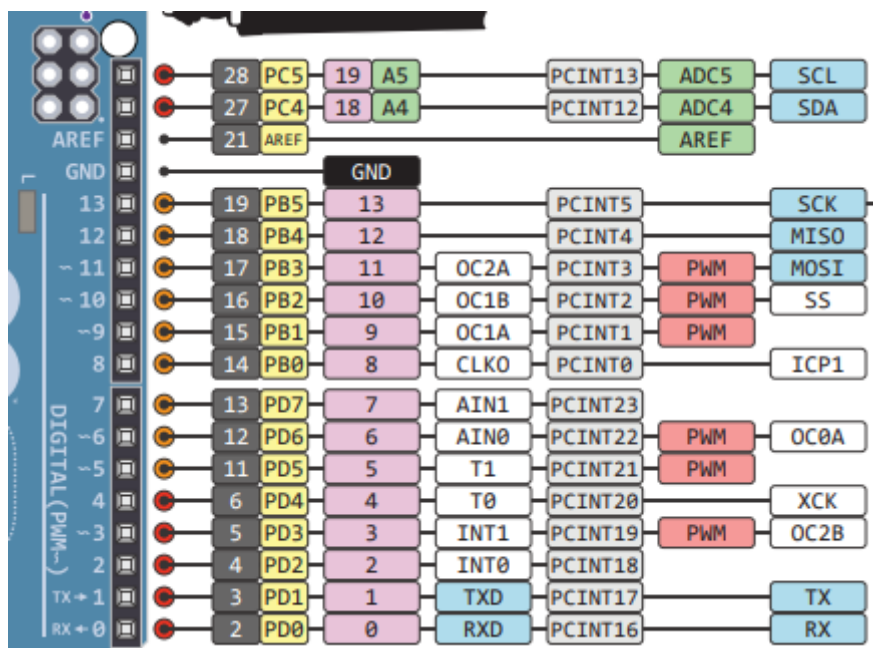 28 PC5 19 A5 PCINT13 ADC5 SCL
27 PC4 18 A4 PCINT12 ADC4 SDA
AREF 21 AREF AREF
GND GND
L
13 19 PB5 13 PCINT5 SCK
12 18 PB4 12 PCINT4 MISO
~11 17 PB3 11 OC2A PCINT3 PWM MOSI
~10 16 PB2 10 OC1B PCINT2 PWM SS
~9 15 PB1 9 OC1A PCINT1 PWM
8 14 PB0 8 CLKO PCINT0 ICP1
7 13 PD7 7 AIN1 PCINT23
~6 12 PD6 6 AIN0 PCINT22 PWM OC0A
~5 11 PD5 5 T1 PCINT21 PWM
4 6 PD4 4 T0 PCINT20 XCK
~3 5 PD3 3 INT1 PCINT19 PWM OC2B
2 4 PD2 2 INT0 PCINT18
TX→1 3 PD1 1 TXD PCINT17 TX
RX←0 2 PD0 0 RXD PCINT16 RX
DIGITAL(PWM~)